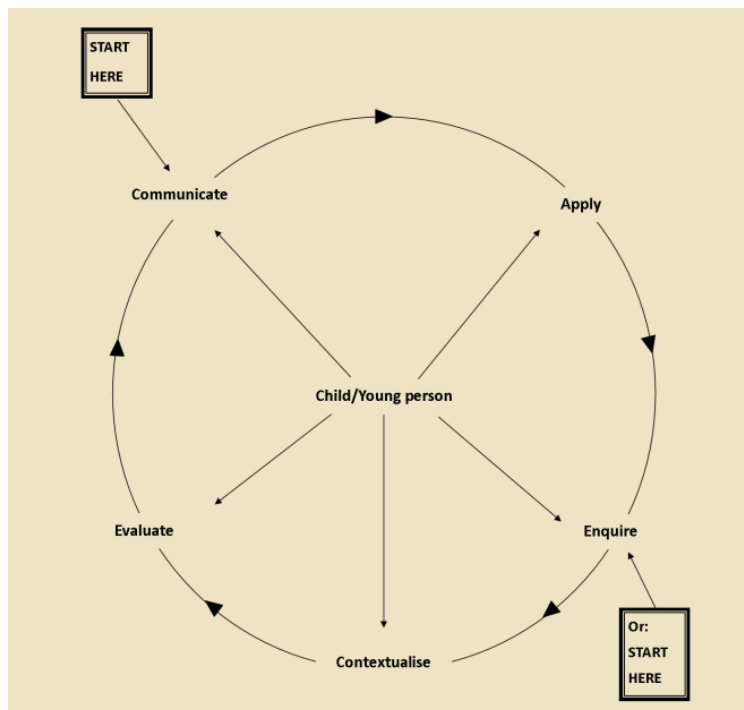 START
HERE
Communicate
Apply
Child/Young person
Evaluate
Enquire
Contextualise
Or:
START
HERE